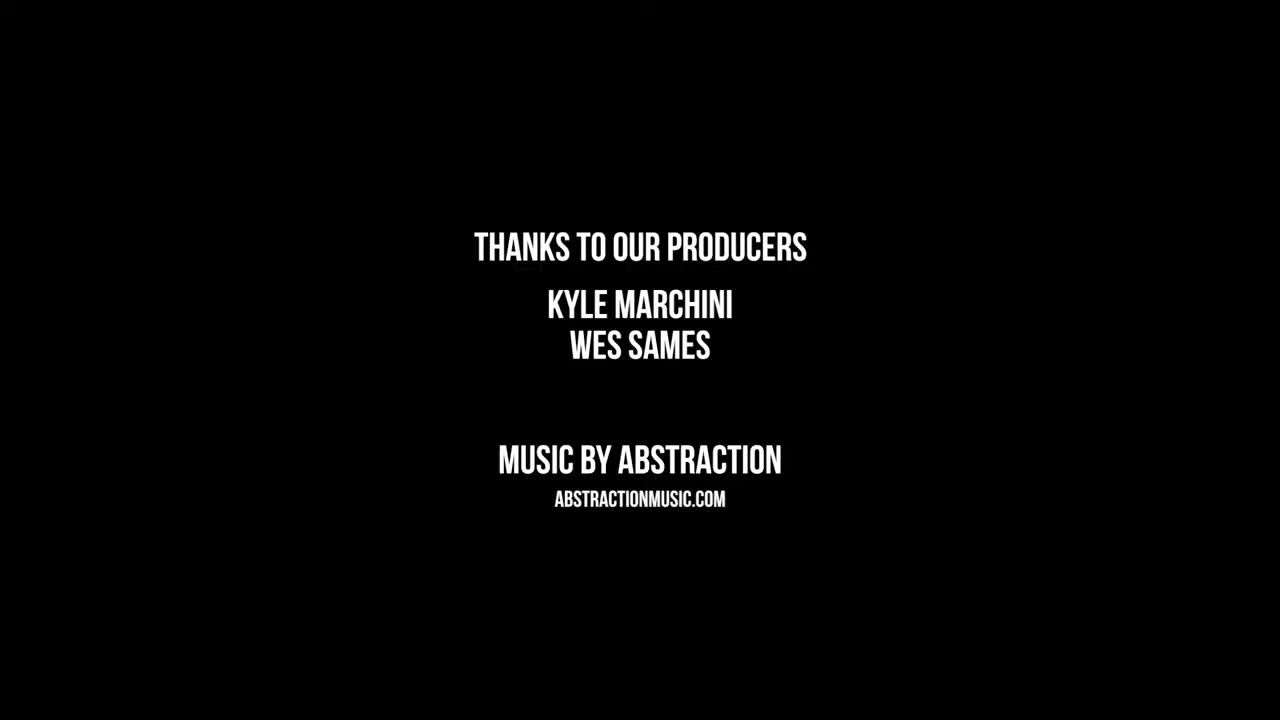 THANKS TO OUR PRODUCERS
KYLE MARCHINI
WES SAMES
MUSIC BY ABSTRACTION
ABSTRACTIONMUSIC.COM